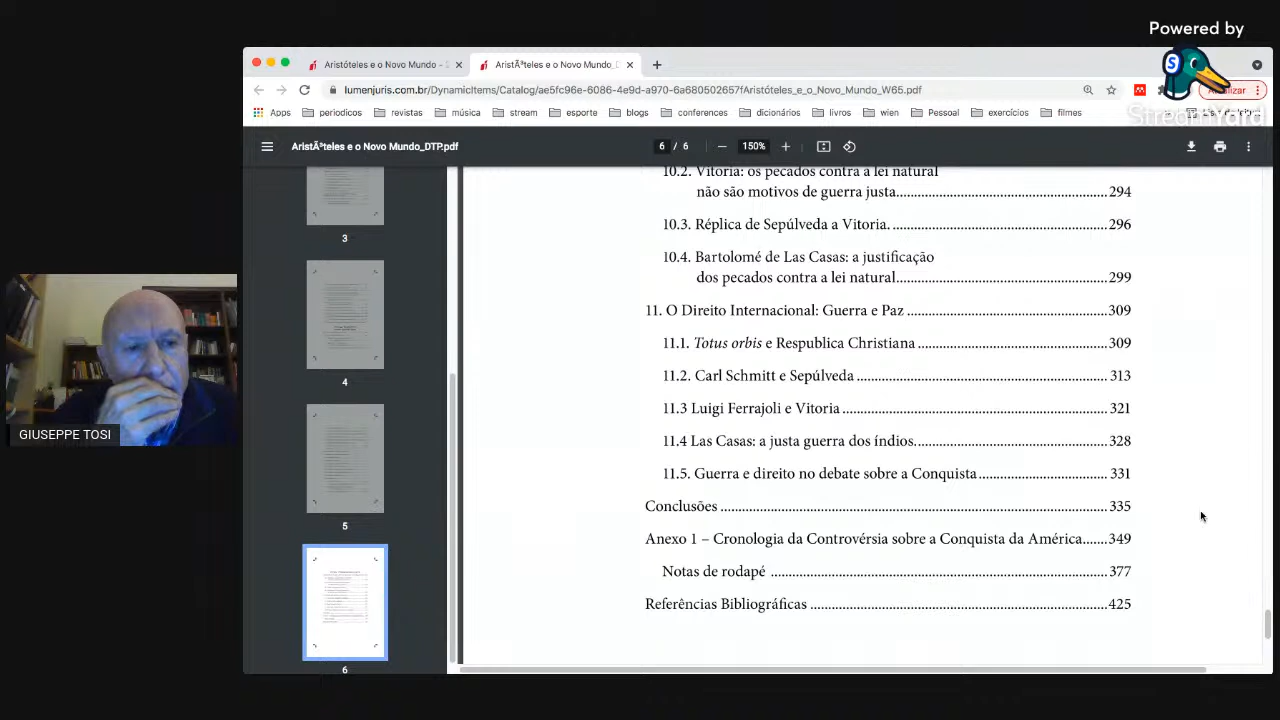 Powered by
StreamYard
Aristóteles e o Novo Mundo -
AristÃªteles e o Novo Mundo_D
lumenjuris.com.br/DynamicItems/Catalog/ae5fc96e-6086-4e9d-a970-6a680502657fAristóteles_e_o_Novo_Mundo_W65.pdf
Apps periodicos revistas música Stream esporte blogs conferences dicionários livros wien Pessoal exercícios filmes
AristÃªteles e o Novo Mundo_DTP.pdf
6 / 6
150%
10.2. Vitoria: os pecados contra a lei natural
não são motivos de guerra justa 294
10.3. Réplica de Sepúlveda a Vitoria. 296
10.4. Bartolomé de Las Casas: a justificação
dos pecados contra a lei natural 299
11. O Direito Internacional: Guerra e Paz 309
11.1. Totus orbis e Respublica Christiana 309
11.2. Carl Schmitt e Sepúlveda 313
11.3 Luigi Ferrajoli e Vitoria 321
11.4 Las Casas: a justa guerra dos índios 328
11.5. Guerra e direito no debate sobre a Conquista 331
Conclusões 335
Anexo 1 – Cronologia da Controvérsia sobre a Conquista da América 349
Notas de rodapé 377
Referências Bibliográficas 425
3
4
5
6
GIUSEPPE TOSI